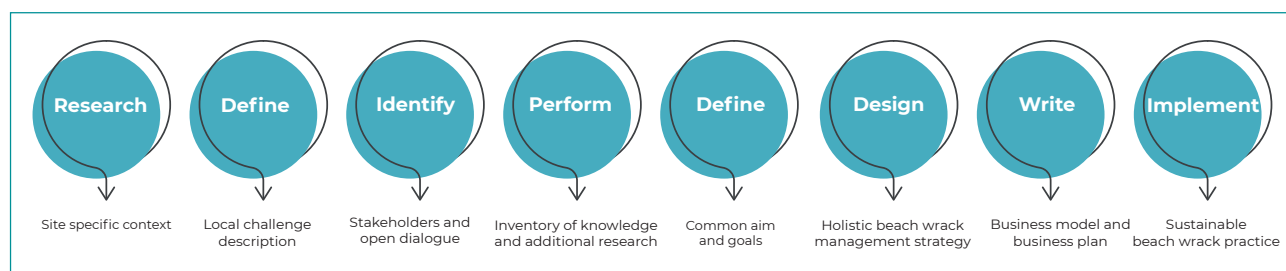 Research
Define
Identify
Perform
Define
Design
Write
Implement
Site specific context
Local challenge
description
Stakeholders and
open dialogue
Inventory of knowledge
and additional research
Common aim
and goals
Holistic beach wrack
management strategy
Business model and
business plan
Sustainable
beach wrack practice